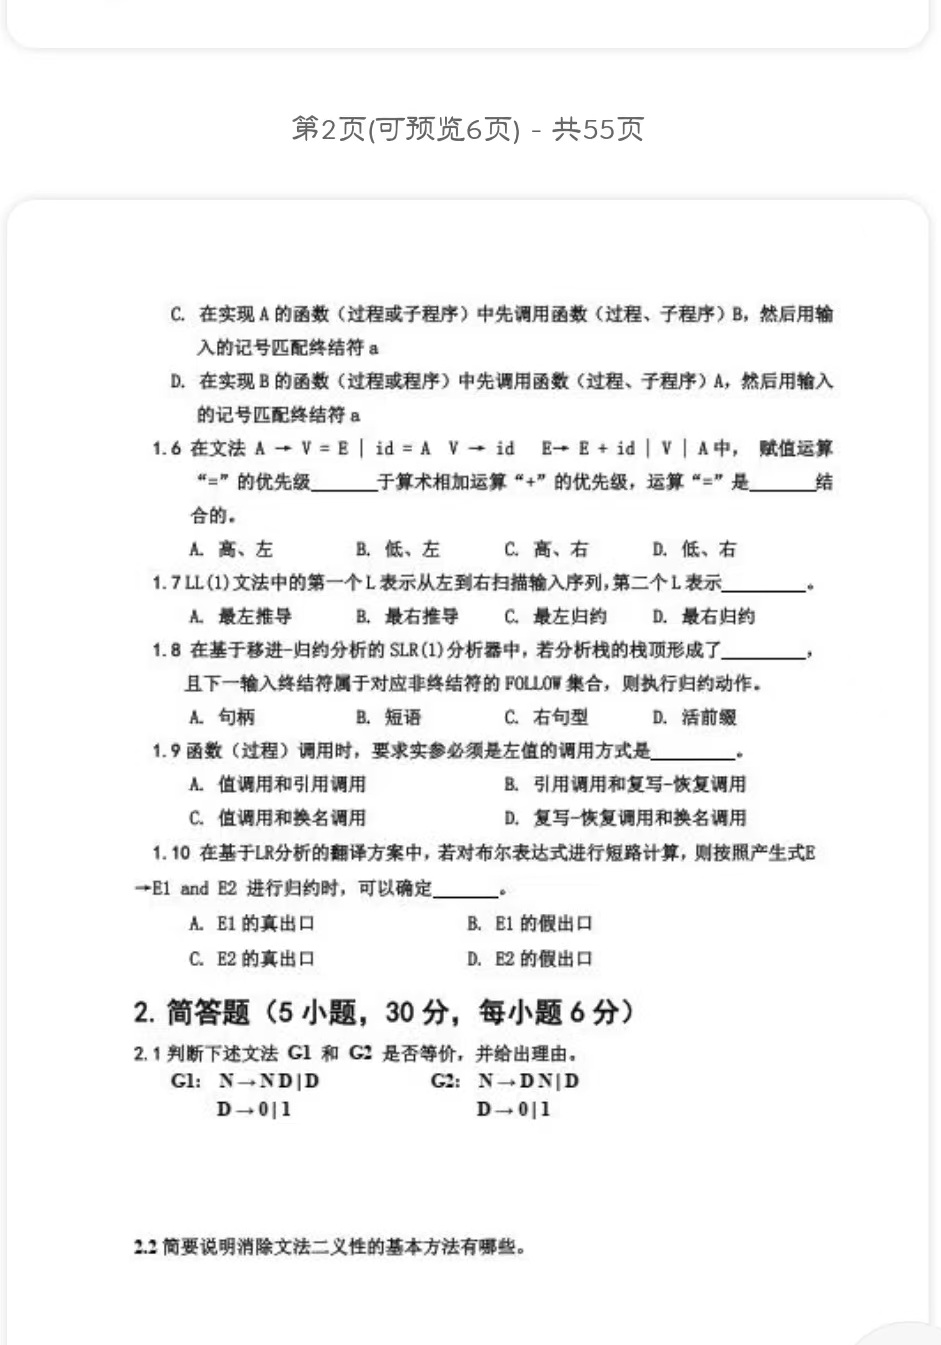 第2页(可预览6页) - 共55页
C. 在实现 A 的函数（过程或子程序）中先调用函数（过程、子程序）B，然后用输
入的记号匹配终结符 a
D. 在实现 B 的函数（过程或程序）中先调用函数（过程、子程序）A，然后用输入
的记号匹配终结符 a
1.6 在文法 A → V = E | id = A V → id E→ E + id | V | A 中， 赋值运算
“=”的优先级_______于算术相加运算“+”的优先级，运算“=”是_______结
合的。
A. 高、左 B. 低、左 C. 高、右 D. 低、右
1.7 LL(1)文法中的第一个 L 表示从左到右扫描输入序列,第二个 L 表示_________。
A. 最左推导 B. 最右推导 C. 最左归约 D. 最右归约
1.8 在基于移进-归约分析的 SLR(1)分析器中，若分析栈的栈顶形成了_________，
且下一输入终结符属于对应非终结符的 FOLLOW 集合，则执行归约动作。
A. 句柄 B. 短语 C. 右句型 D. 活前缀
1.9 函数（过程）调用时，要求实参必须是左值的调用方式是_________。
A. 值调用和引用调用 B. 引用调用和复写-恢复调用
C. 值调用和换名调用 D. 复写-恢复调用和换名调用
1.10 在基于LR分析的翻译方案中，若对布尔表达式进行短路计算，则按照产生式E
→E1 and E2 进行归约时，可以确定_______。
A. E1 的真出口 B. E1 的假出口
C. E2 的真出口 D. E2 的假出口
2. 简答题（5 小题，30 分，每小题 6 分）
2.1 判断下述文法 G1 和 G2 是否等价，并给出理由。
G1: N → N D | D G2: N → D N | D
D → 0 | 1 D → 0 | 1
2.2 简要说明消除文法二义性的基本方法有哪些。